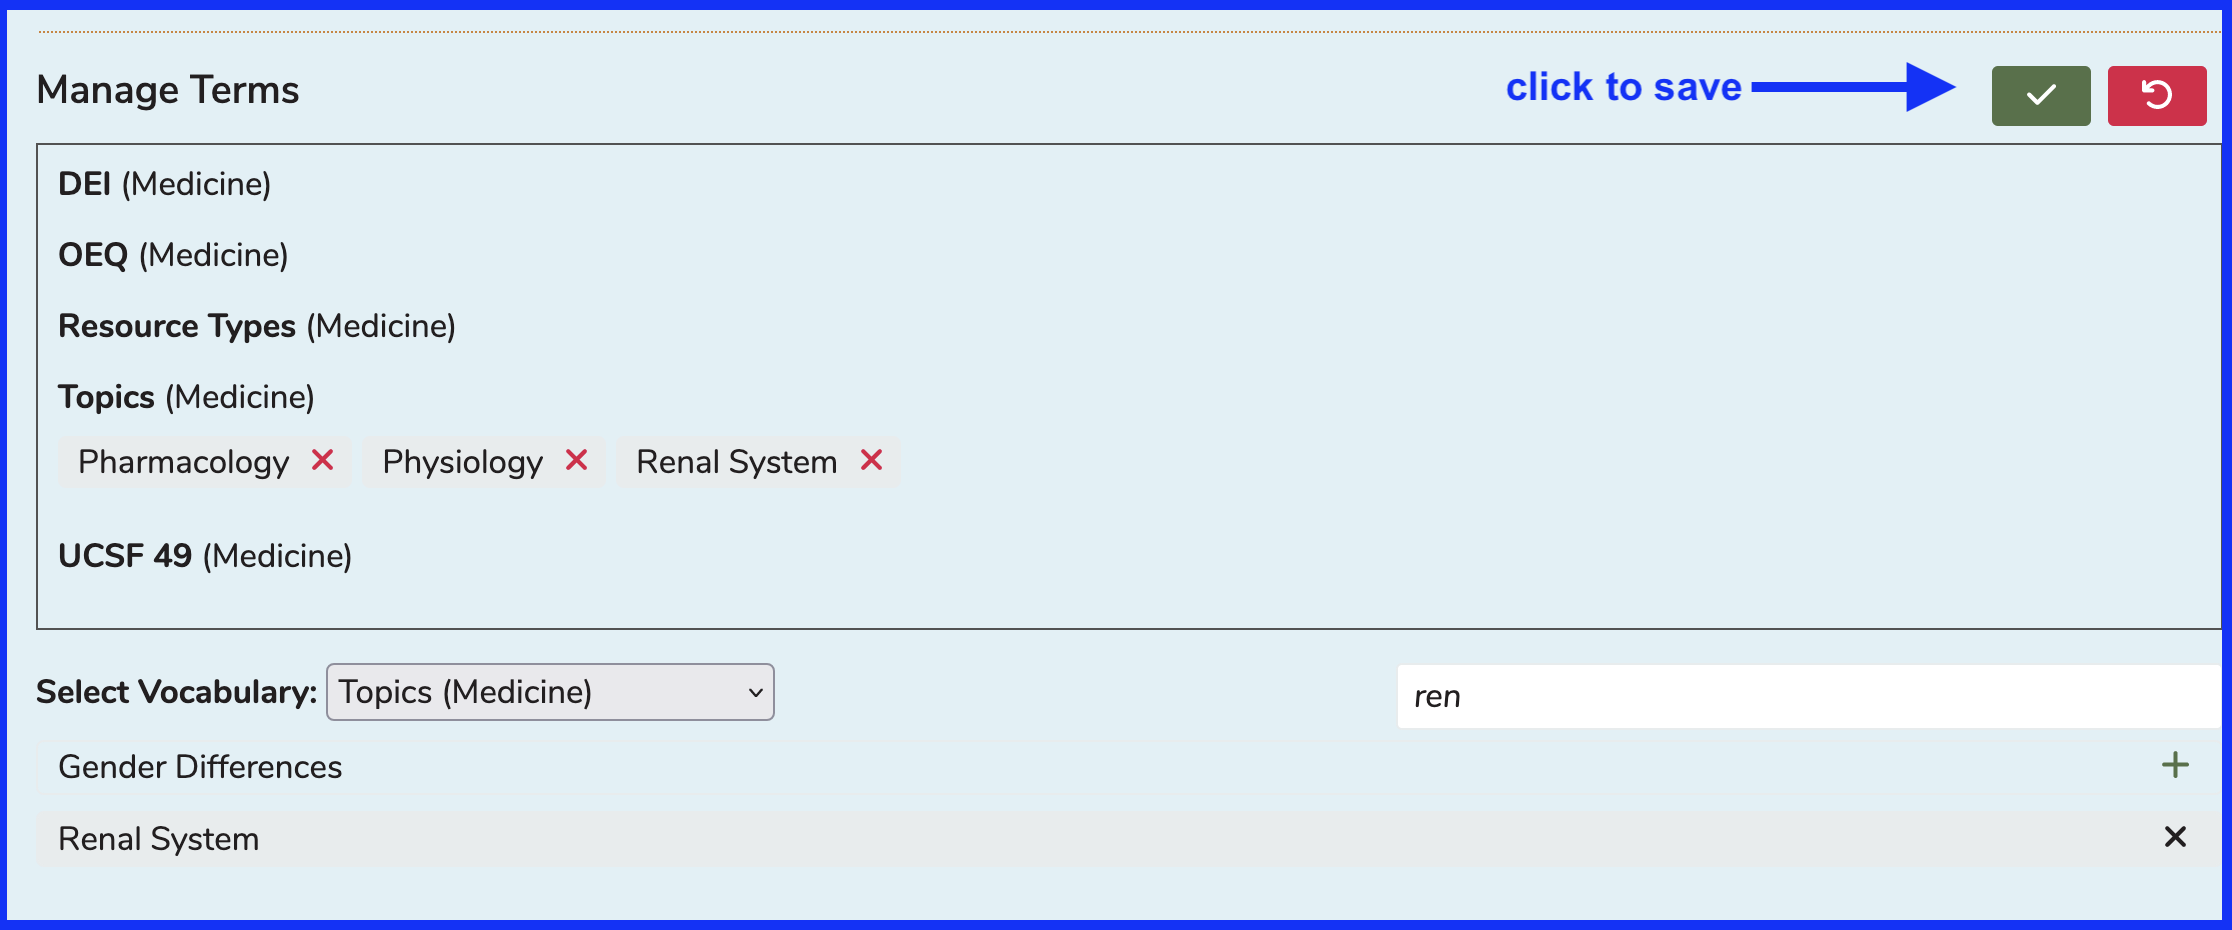 Manage Terms
click to save
DEI (Medicine)
OEQ (Medicine)
Resource Types (Medicine)
Topics (Medicine)
Pharmacology Physiology Renal System
UCSF 49 (Medicine)
Select Vocabulary: Topics (Medicine) ren
Gender Differences
Renal System